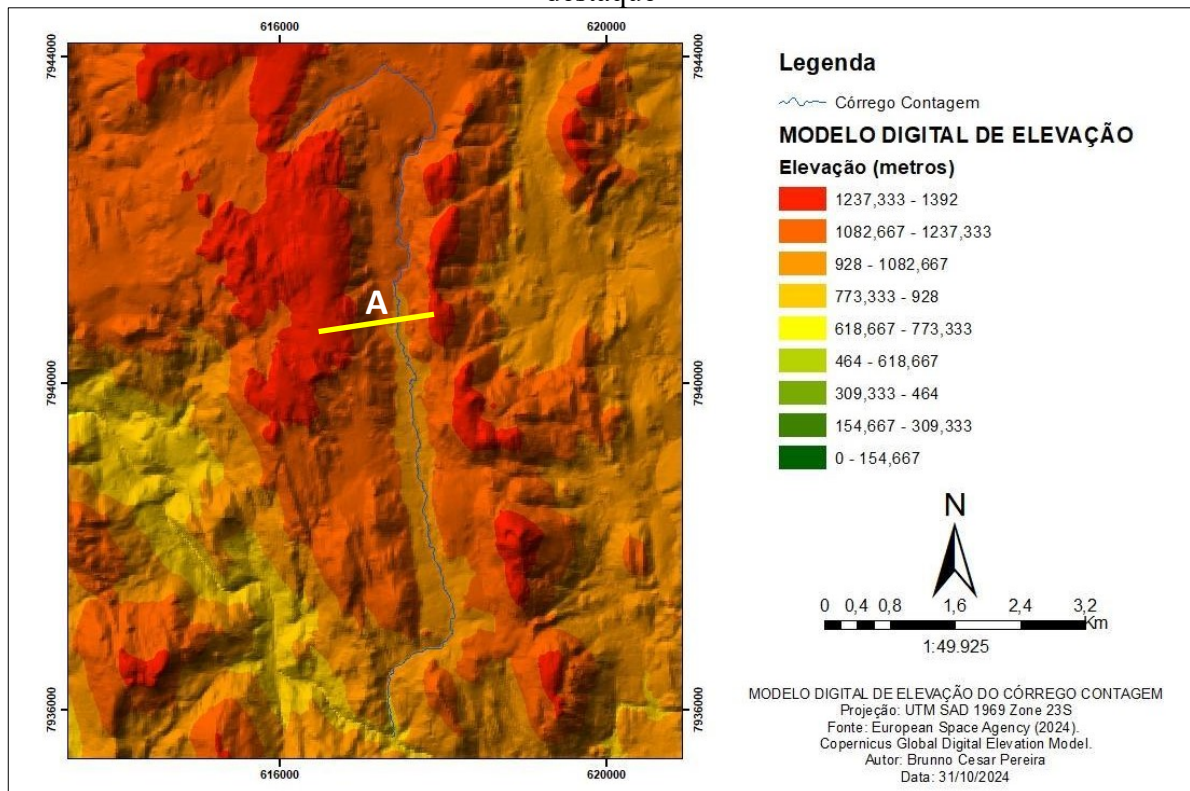 destaque
616000
620000
7944000
7944000
A
7940000
7940000
7936000
7936000
616000
620000
Legenda
Córrego Contagem
MODELO DIGITAL DE ELEVAÇÃO
Elevação (metros)
1237,333 - 1392
1082,667 - 1237,333
928 - 1082,667
773,333 - 928
618,667 - 773,333
464 - 618,667
309,333 - 464
154,667 - 309,333
0 - 154,667
N
0 0,4 0,8 1,6 2,4 3,2
Km
1:49.925
MODELO DIGITAL DE ELEVAÇÃO DO CÓRREGO CONTAGEM
Projeção: UTM SAD 1969 Zone 23S
Fonte: European Space Agency (2024).
Copernicus Global Digital Elevation Model.
Autor: Brunno Cesar Pereira
Data: 31/10/2024